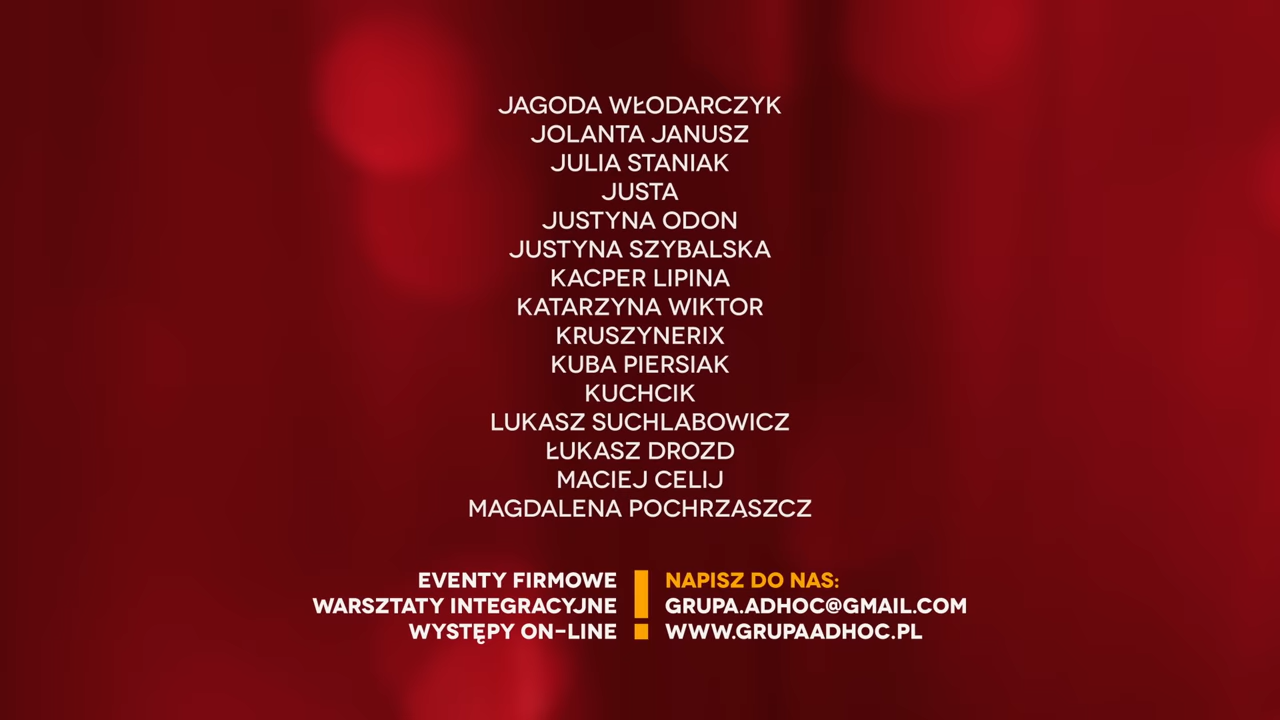 JAGODA WŁODARCZYK
JOLANTA JANUSZ
JULIA STANIAK
JUSTA
JUSTYNA ODON
JUSTYNA SZYBALSKA
KACPER LIPINA
KATARZYNA WIKTOR
KRUSZYNERIX
KUBA PIERSIAK
KUCHCIK
LUKASZ SUCHLABOWICZ
ŁUKASZ DROZD
MACIEJ CELIJ
MAGDALENA POCHRZĄSZCZ
EVENTY FIRMOWE
WARSZTATY INTEGRACYJNE
WYSTĘPY ON-LINE
!
NAPISZ DO NAS:
GRUPA.ADHOC@GMAIL.COM
WWW.GRUPAADHOC.PL